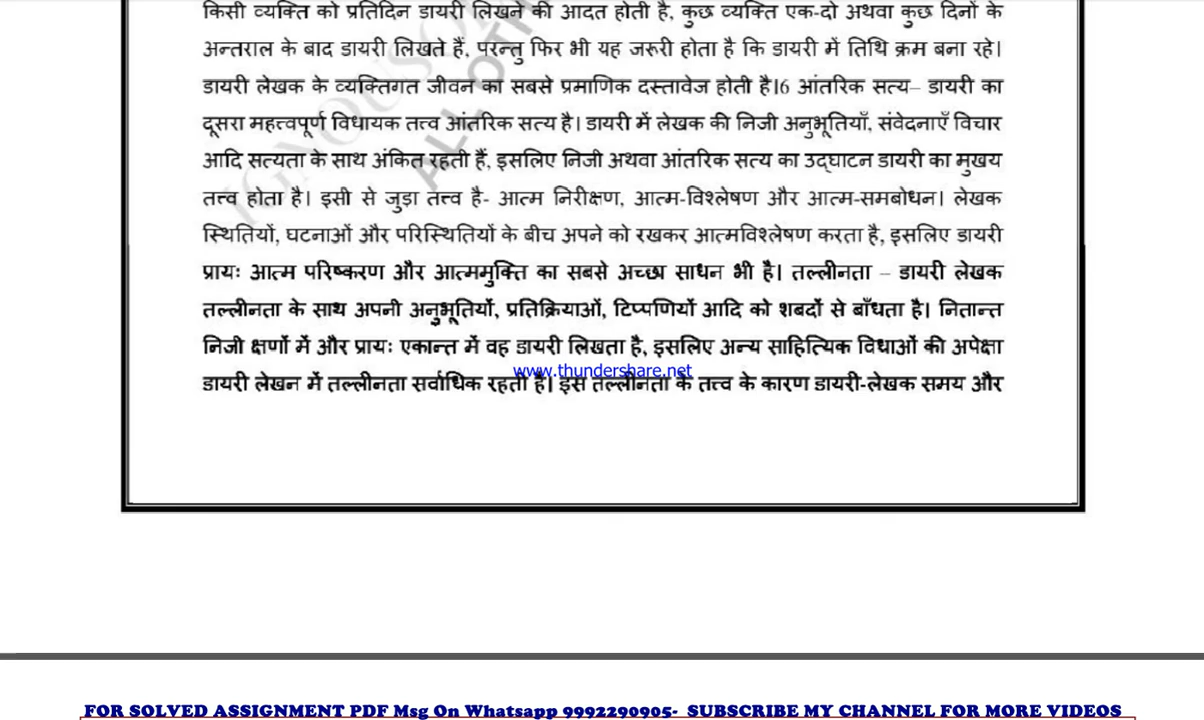 किसी व्यक्ति को प्रतिदिन डायरी लिखने की आदत होती है, कुछ व्यक्ति एक-दो अथवा कुछ दिनों के
अन्तराल के बाद डायरी लिखते हैं, परन्तु फिर भी यह जरूरी होता है कि डायरी में तिथि क्रम बना रहे।
डायरी लेखक के व्यक्तिगत जीवन का सबसे प्रमाणिक दस्तावेज होती है।6 आंतरिक सत्य– डायरी का
दूसरा महत्त्वपूर्ण विधायक तत्त्व आंतरिक सत्य है। डायरी में लेखक की निजी अनुभूतियाँ, संवेदनाएँ विचार
आदि सत्यता के साथ अंकित रहती हैं, इसलिए निजी अथवा आंतरिक सत्य का उद्घाटन डायरी का मुखय
तत्त्व होता है। इसी से जुड़ा तत्त्व है- आत्म निरीक्षण, आत्म-विश्लेषण और आत्म-समबोधन। लेखक
स्थितियों, घटनाओं और परिस्थितियों के बीच अपने को रखकर आत्मविश्लेषण करता है, इसलिए डायरी
प्रायः आत्म परिष्करण और आत्ममुक्ति का सबसे अच्छा साधन भी है। तल्लीनता – डायरी लेखक
तल्लीनता के साथ अपनी अनुभूतियों, प्रतिक्रियाओं, टिप्पणियों आदि को शबदों से बाँधता है। नितान्त
निजी क्षणों में और प्रायः एकान्त में वह डायरी लिखता है, इसलिए अन्य साहित्यिक विधाओं की अपेक्षा
www.thundershare.net
डायरी लेखन में तल्लीनता सर्वाधिक रहती है। इस तल्लीनता के तत्त्व के कारण डायरी-लेखक समय और
FOR SOLVED ASSIGNMENT PDF Msg On Whatsapp 9992290905- SUBSCRIBE MY CHANNEL FOR MORE VIDEOS